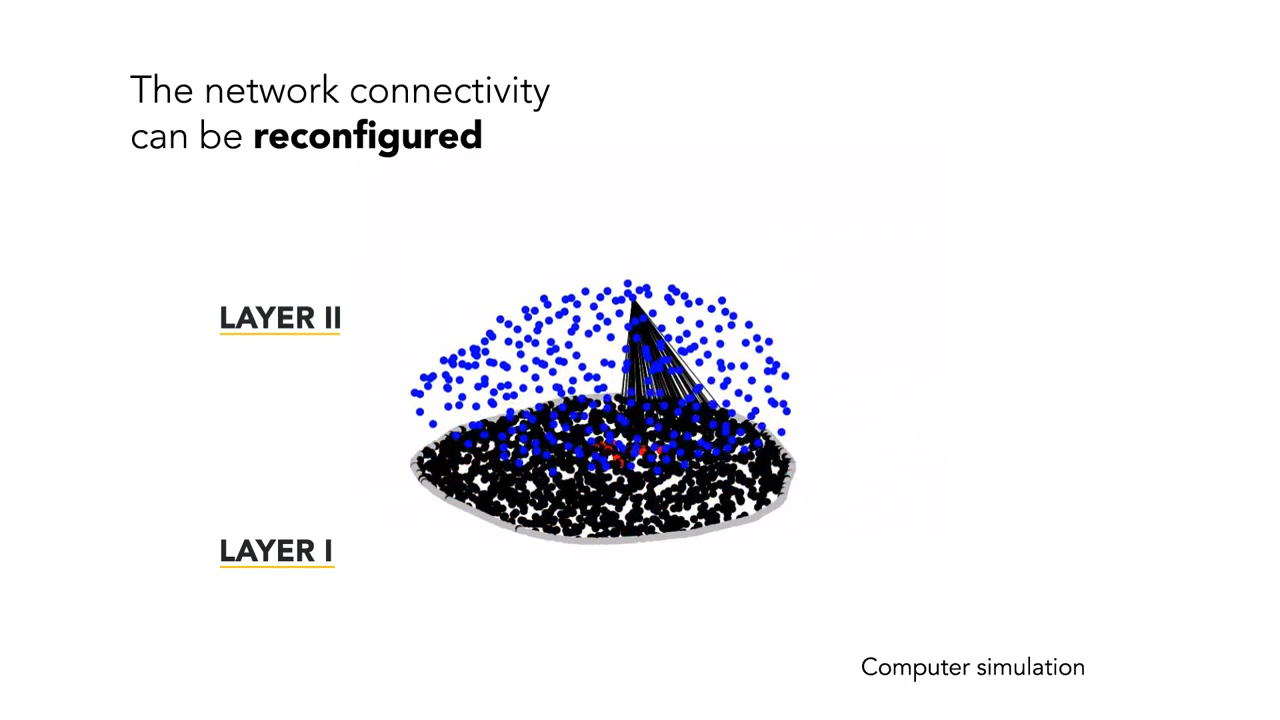 The network connectivity
can be reconfigured
LAYER II
LAYER I
Computer simulation